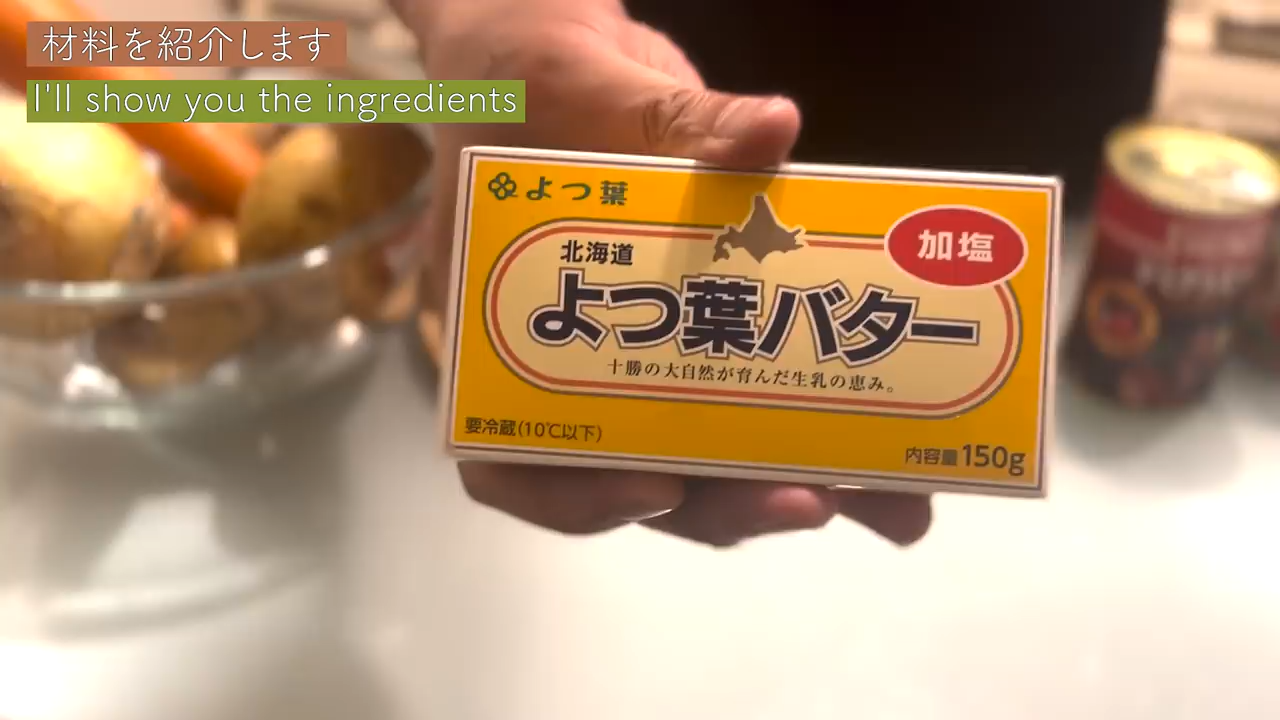 材料を紹介します
I'll show you the ingredients
よつ葉
加塩
北海道
よつ葉バター
十勝の大自然が育んだ生乳の恵み。
要冷蔵(10℃以下)
内容量150g